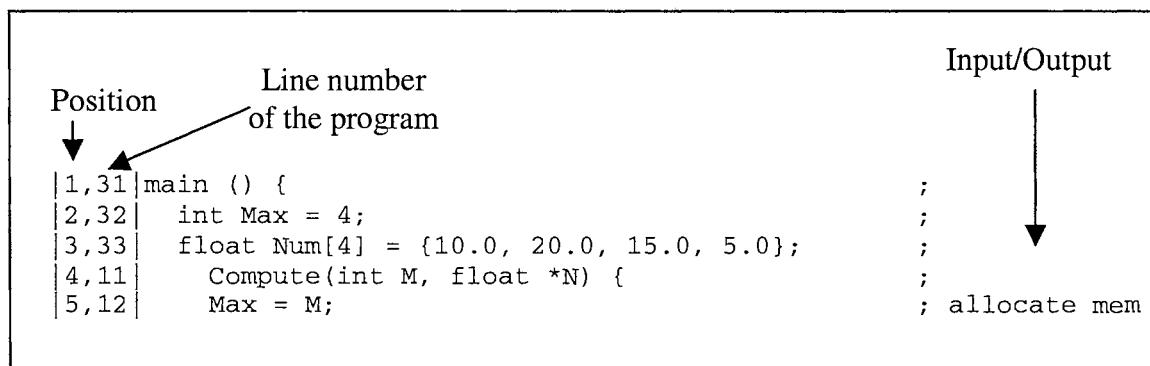 Input/Output
Line number
Position
of the program
|1,31|main () { ;
|2,32| int Max = 4; ;
|3,33| float Num[4] = {10.0, 20.0, 15.0, 5.0}; ;
|4,11| Compute(int M, float *N) { ;
|5,12| Max = M; ; allocate mem